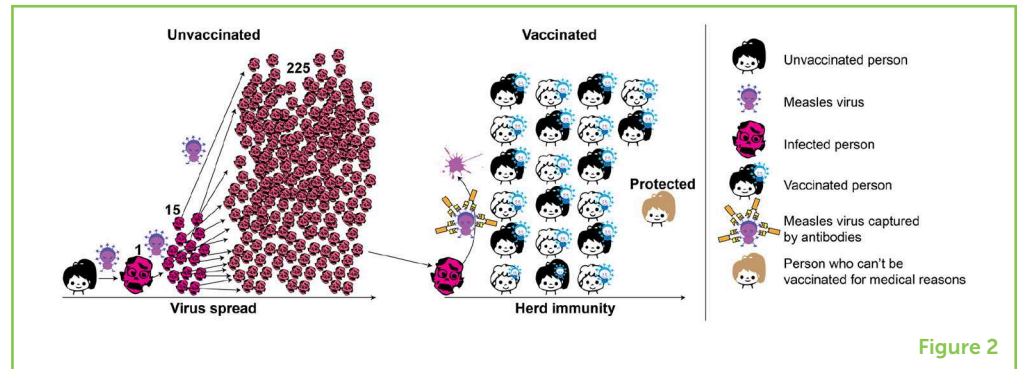 Unvaccinated
225
15
1
Virus spread
Vaccinated
Protected
Herd immunity
Unvaccinated person
Measles virus
Infected person
Vaccinated person
Measles virus captured
by antibodies
Person who can't be
vaccinated for medical reasons
Figure 2